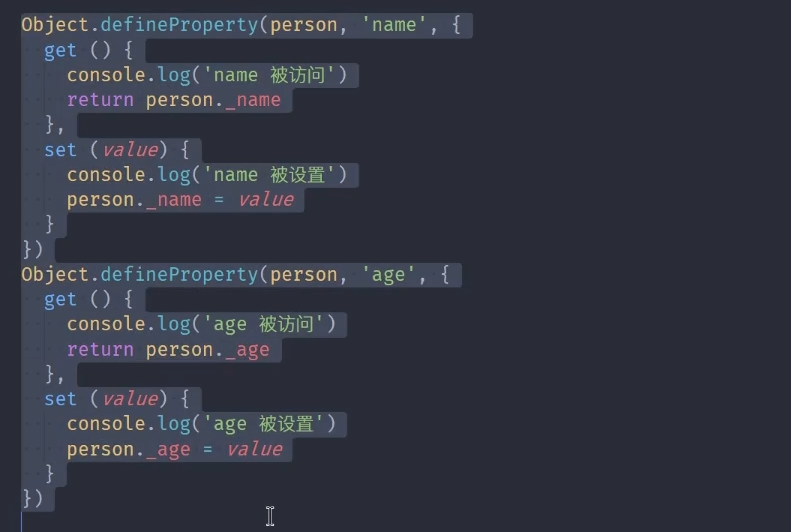 Object.defineProperty(person, 'name', {
  get () {
    console.log('name 被访问')
    return person._name
  },
  set (value) {
    console.log('name 被设置')
    person._name = value
  }
})
Object.defineProperty(person, 'age', {
  get () {
    console.log('age 被访问')
    return person._age
  },
  set (value) {
    console.log('age 被设置')
    person._age = value
  }
})